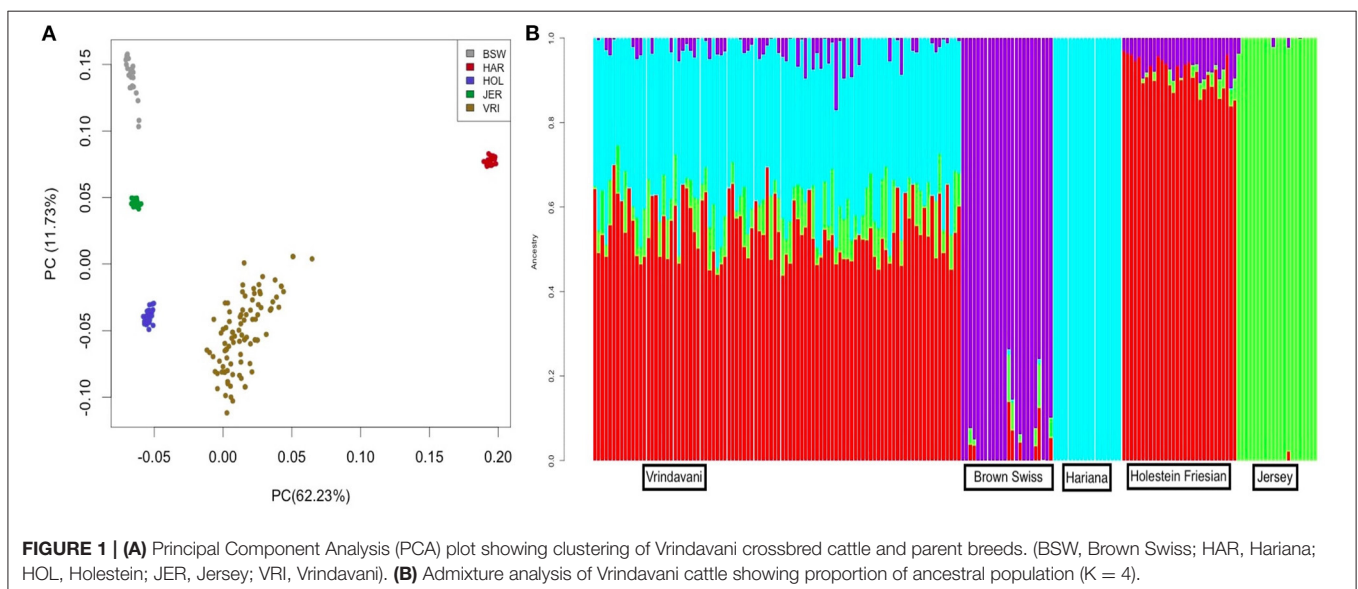 A
BSW
HAR
HOL
JER
VRI
0.15
0.10
0.05
0.00
-0.05
-0.10
PC (11.73%)
-0.05 0.00 0.05 0.10 0.15 0.20
PC(62.23%)
B
1.0
0.8
0.6
0.4
0.2
0.0
Ancestry
Vrindavani Brown Swiss Hariana Holestein Friesian Jersey
FIGURE 1 | (A) Principal Component Analysis (PCA) plot showing clustering of Vrindavani crossbred cattle and parent breeds. (BSW, Brown Swiss; HAR, Hariana;
HOL, Holestein; JER, Jersey; VRI, Vrindavani). (B) Admixture analysis of Vrindavani cattle showing proportion of ancestral population (K = 4).